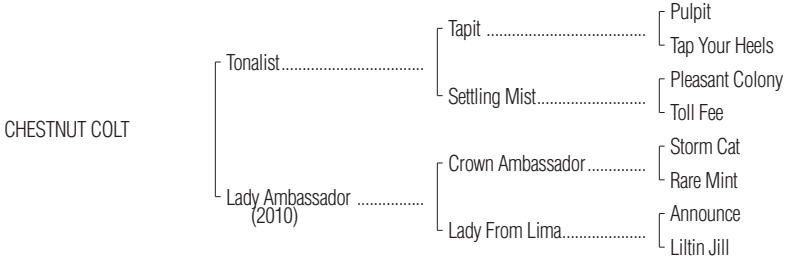 Pulpit
Tapit ......................................
Tap Your Heels
Tonalist..................................
Pleasant Colony
Settling Mist..........................
Toll Fee
CHESTNUT COLT
Storm Cat
Crown Ambassador..............
Rare Mint
Lady Ambassador ................
(2010)
Announce
Lady From Lima....................
Liltin Jill